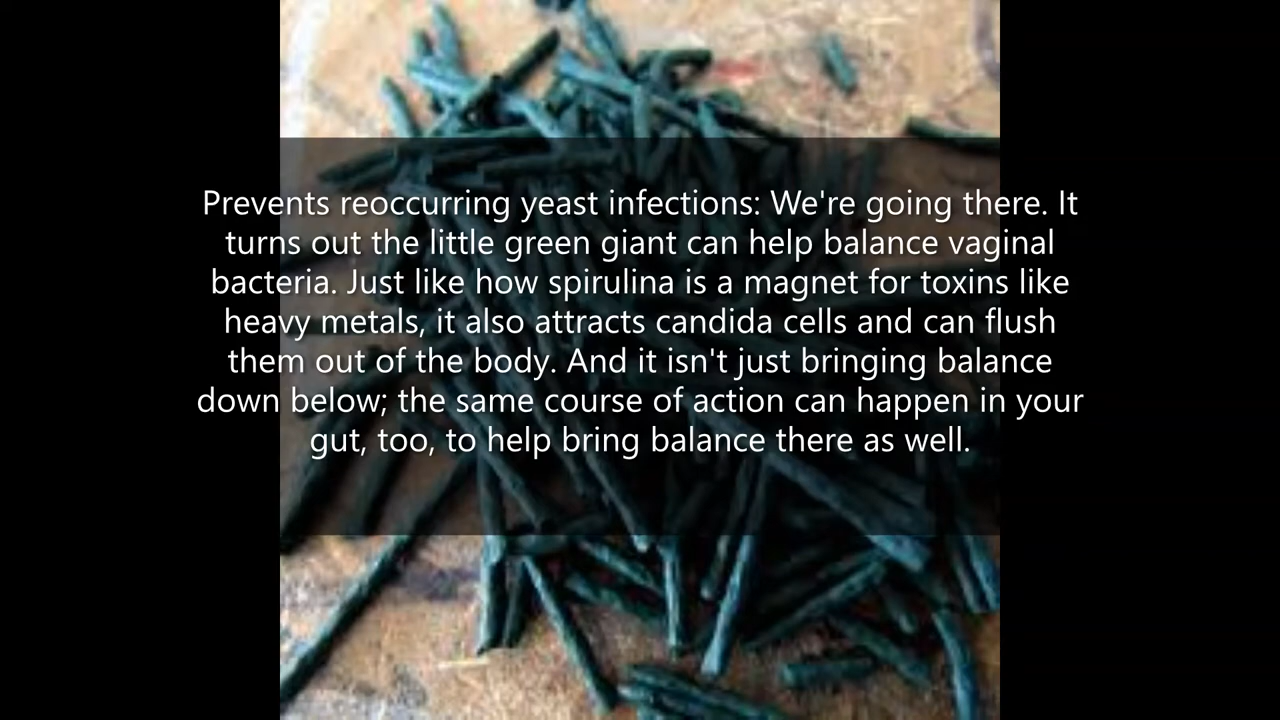 Prevents reoccurring yeast infections: We're going there. It
turns out the little green giant can help balance vaginal
bacteria. Just like how spirulina is a magnet for toxins like
heavy metals, it also attracts candida cells and can flush
them out of the body. And it isn't just bringing balance
down below; the same course of action can happen in your
gut, too, to help bring balance there as well.